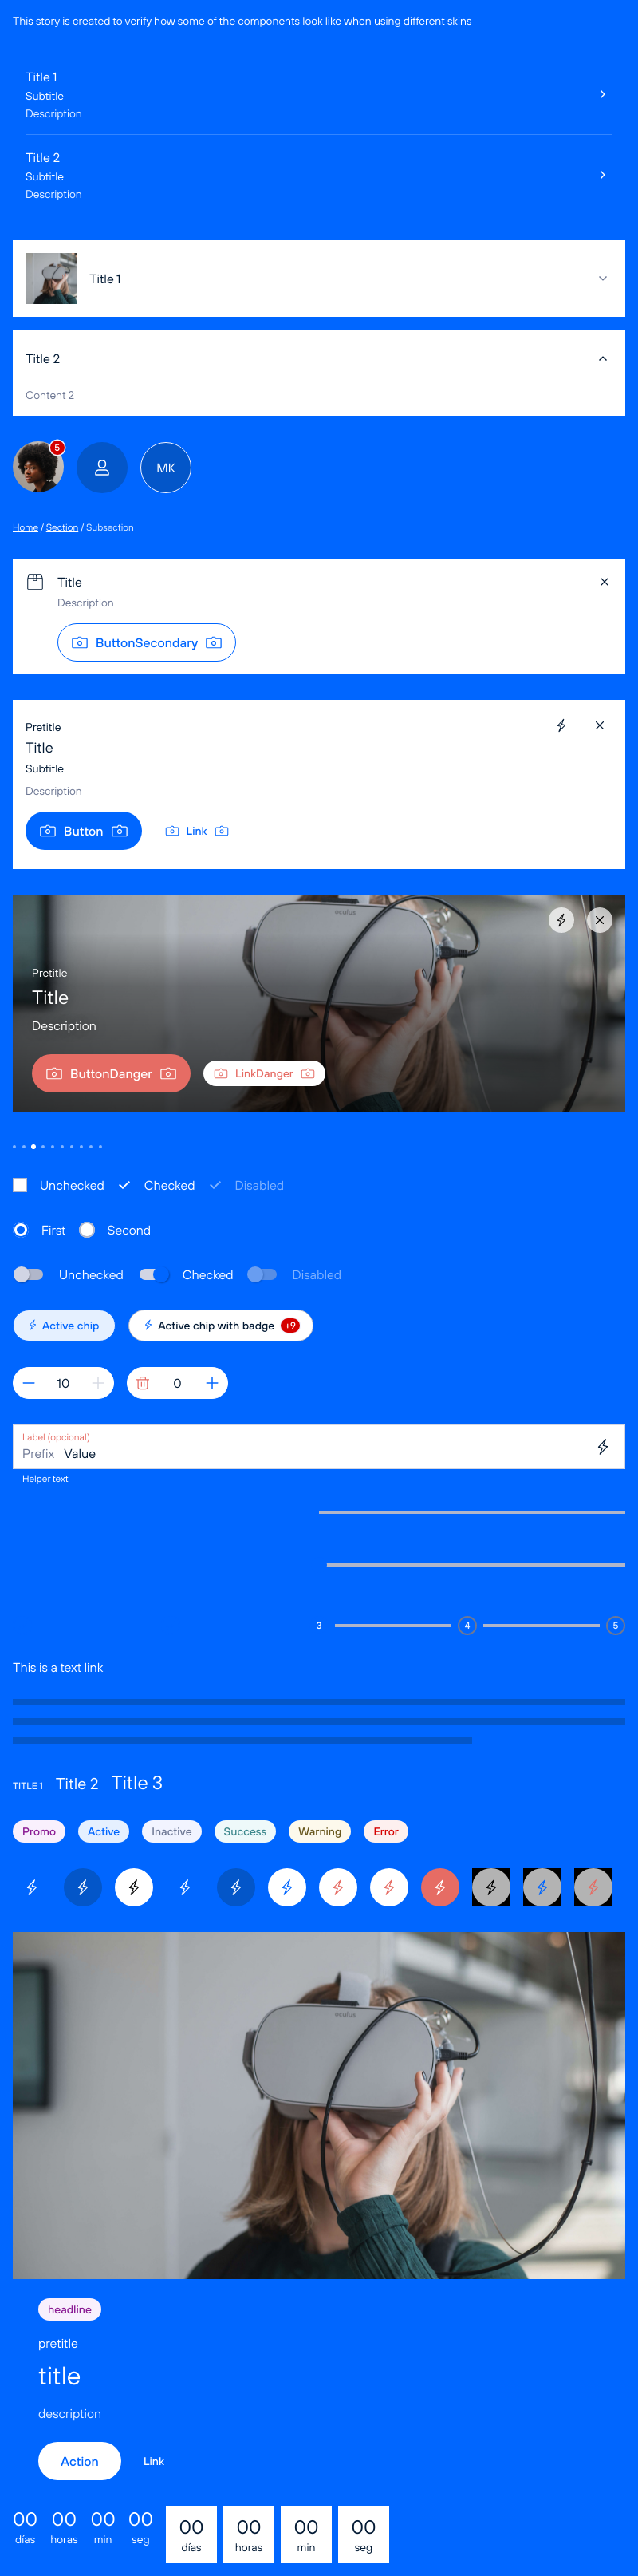 This story is created to verify how some of the components look like when using different skins
Title 1
Subtitle
Description
Title 2
Subtitle
Description
Title 1
Title 2
Content 2
5
MK
Home / Section / Subsection
Title
Description
ButtonSecondary
Pretitle
Title
Subtitle
Description
Button Link
oculus
Pretitle
Title
Description
ButtonDanger LinkDanger
Unchecked Checked Disabled
First Second
Unchecked Checked Disabled
Active chip Active chip with badge +9
10 0
Label (opcional)
Prefix Value
Helper text
3 4 5
This is a text link
TITLE 1 Title 2 Title 3
Promo Active Inactive Success Warning Error
oculus
headline
pretitle
title
description
Action Link
00 00 00 00 00 00 00 00
días horas min seg días horas min seg